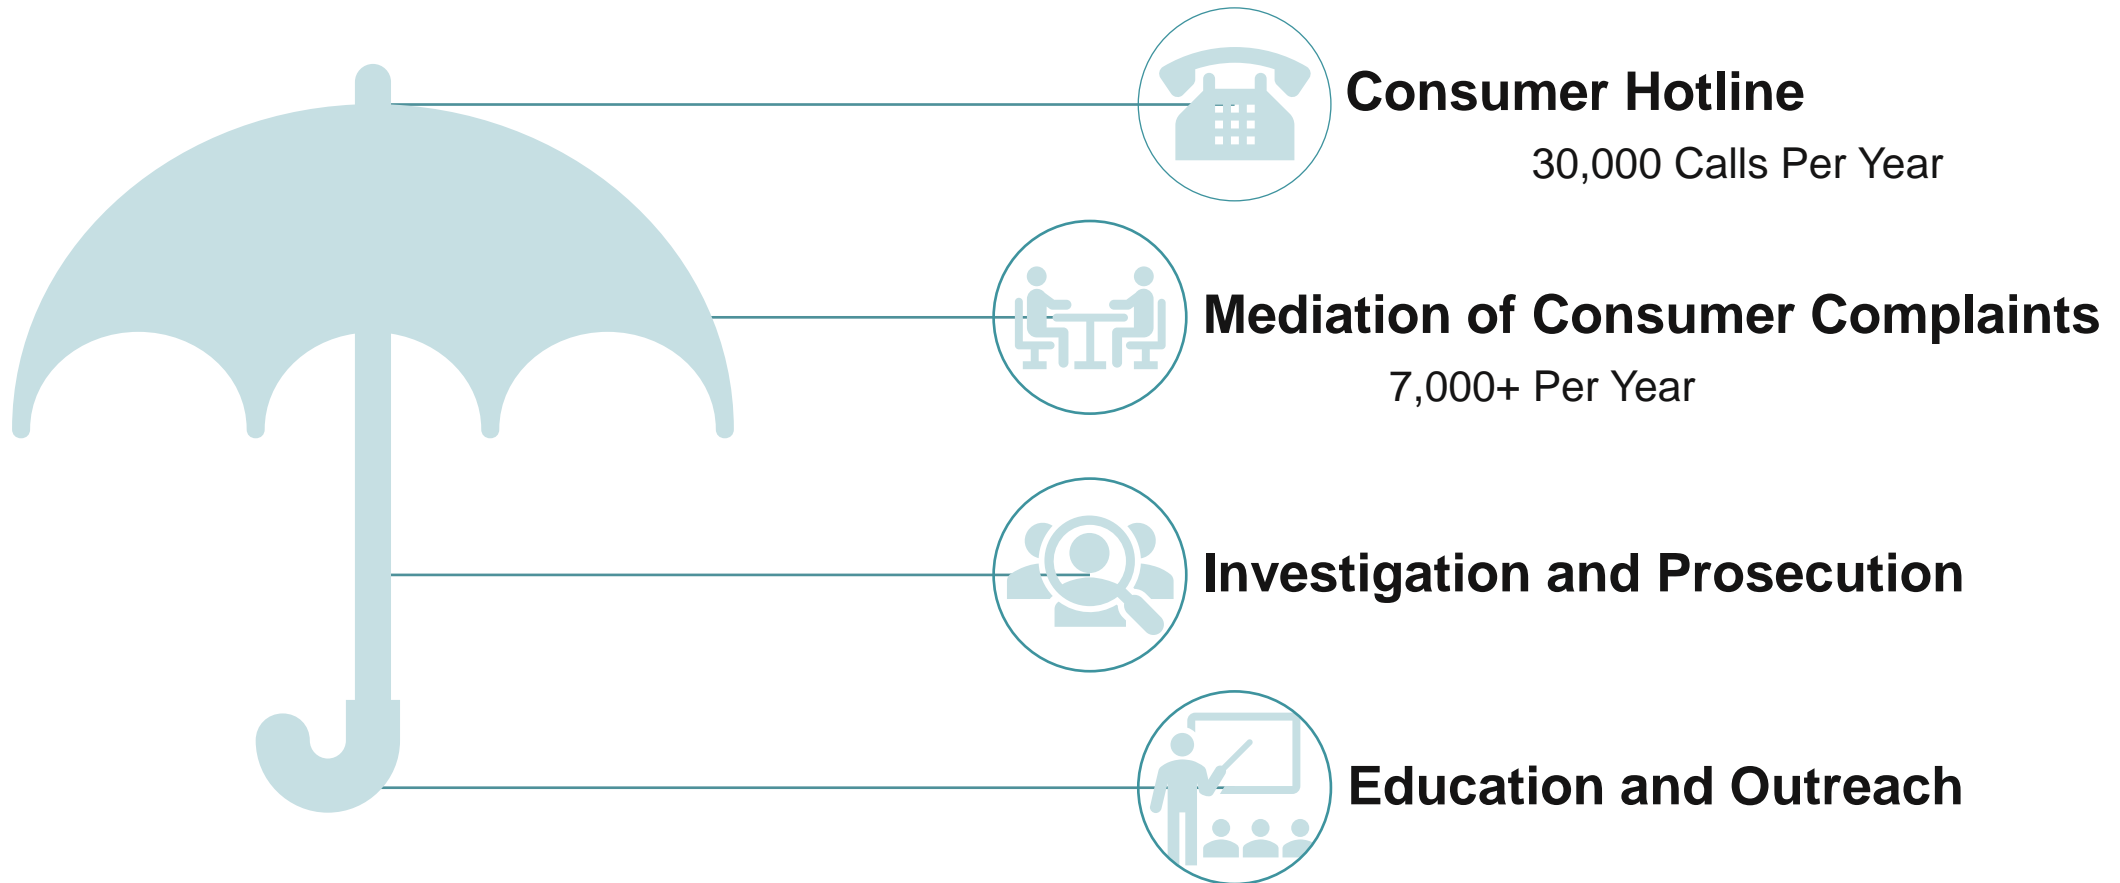 Consumer Hotline
30,000 Calls Per Year
Mediation of Consumer Complaints
7,000+ Per Year
Investigation and Prosecution
Education and Outreach